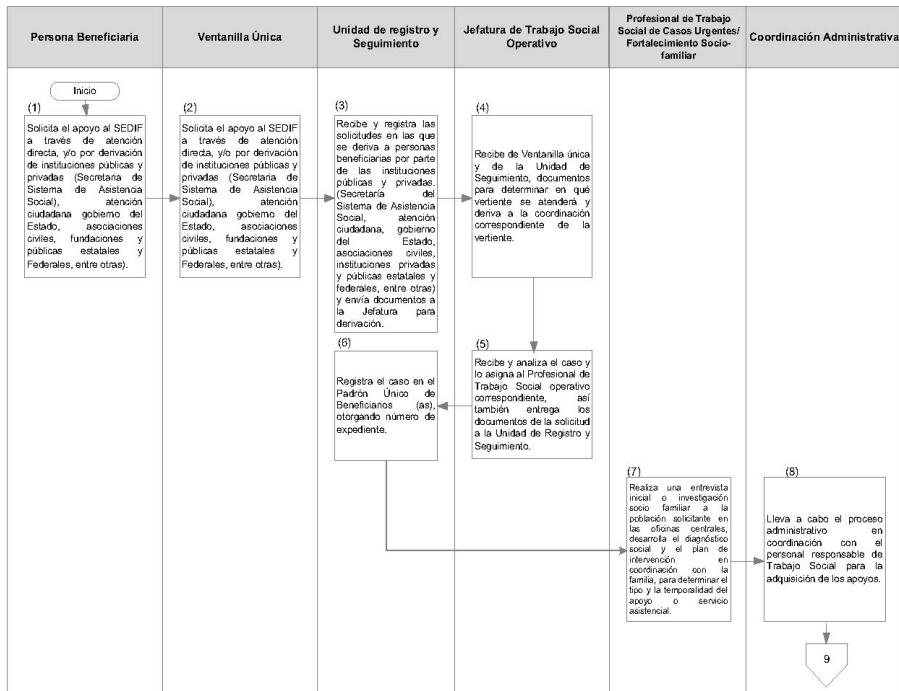 Persona Beneficiaria
Ventanilla Única
Unidad de registro y
Seguimiento
Jefatura de Trabajo Social
Operativo
Profesional de Trabajo
Social de Casos Urgentes/
Fortalecimiento Socio-
familiar
Coordinación Administrativa
Inicio
(1)
Solicita el apoyo al SEDIF
a través de atención
directa, y/o por derivación
de instituciones públicas y
privadas (Secretaria de
Sistema de Asistencia
Social), atención
ciudadana gobierno del
Estado, asociaciones
civiles, fundaciones y
públicas estatales y
Federales, entre otras).
(2)
Solicita el apoyo al SEDIF
a través de atención
directa, y/o por derivación
de instituciones públicas y
privadas (Secretaria de
Sistema de Asistencia
Social), atención
ciudadana gobierno del
Estado, asociaciones
civiles, fundaciones y
públicas estatales y
Federales, entre otras).
(3)
Recibe y registra las
solicitudes en las que
se deriva a personas
beneficiarias por parte
de las instituciones
públicas y privadas.
(Secretaría del
Sistema de Asistencia
Social, atención
ciudadana, gobierno
del Estado,
asociaciones civiles,
instituciones privadas
y públicas estatales y
federales, entre otras)
y envía documentos a
la Jefatura para
derivación.
(4)
Recibe de Ventanilla única
y de la Unidad de
Seguimiento, documentos
para determinar en qué
vertiente se atenderá y
deriva a la coordinación
correspondiente de la
vertiente.
(5)
Recibe y analiza el caso y
lo asigna al Profesional de
Trabajo Social operativo
correspondiente, así
también entrega los
documentos de la solicitud
a la Unidad de Registro y
Seguimiento.
(6)
Registra el caso en el
Padrón Único de
Beneficiarios (as),
otorgando número de
expediente.
(7)
Realiza una entrevista
inicial o investigación
socio familiar a la
población solicitante en
las oficinas centrales,
desarrolla el diagnóstico
social y el plan de
intervención en
coordinación con la
familia, para determinar el
tipo y la temporalidad del
apoyo o servicio
asistencial.
(8)
Lleva a cabo el proceso
administrativo en
coordinación con el
personal responsable de
Trabajo Social para la
adquisición de los apoyos.
9